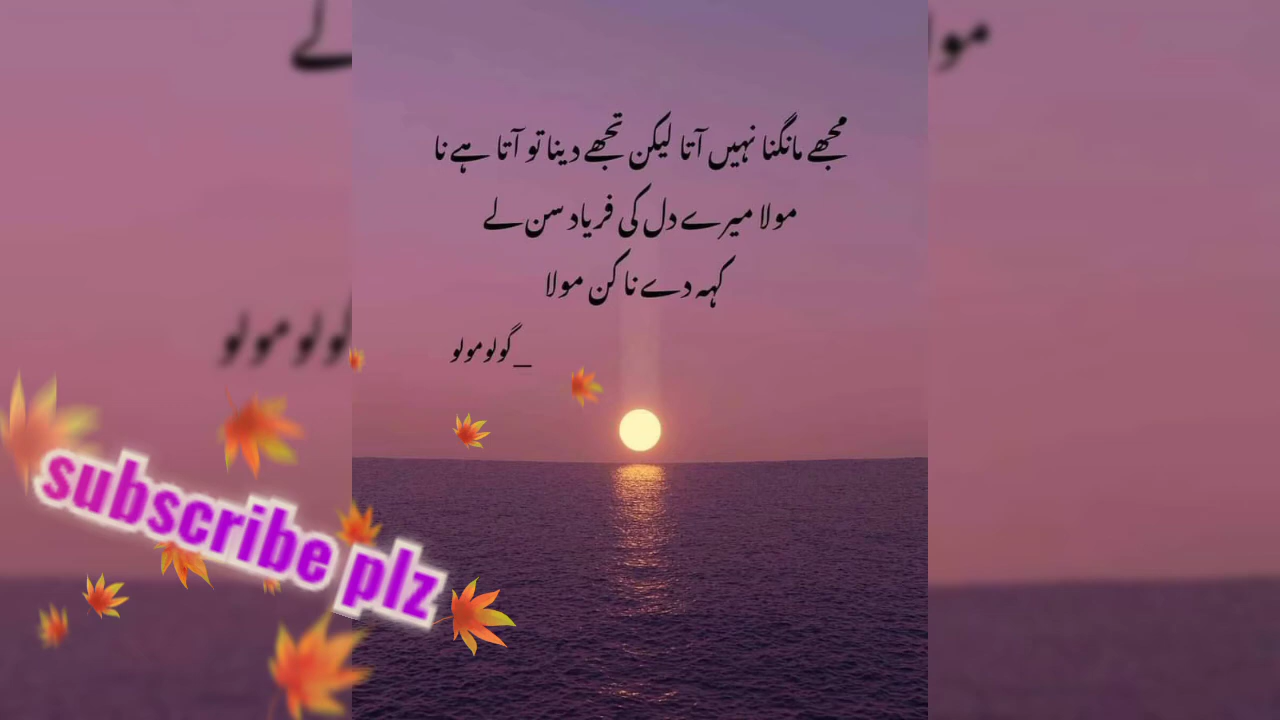 مجھے مانگنا نہیں آتا لیکن تجھے دینا تو آتا ہے نا
مولا میرے دل کی فریاد سن لے
کہہ دے نا کن مولا
_گولو مولو
subscribe plz